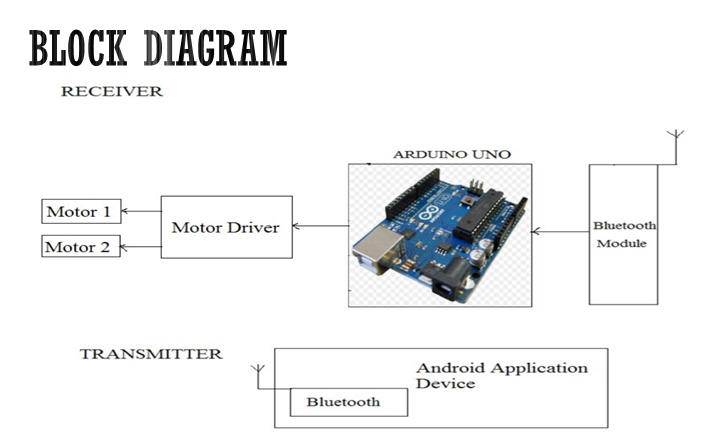 BLOCK DIAGRAM
RECEIVER
ARDUINO UNO
Motor 1
Motor 2
Motor Driver
Bluetooth
Module
TRANSMITTER
Android Application
Device
Bluetooth